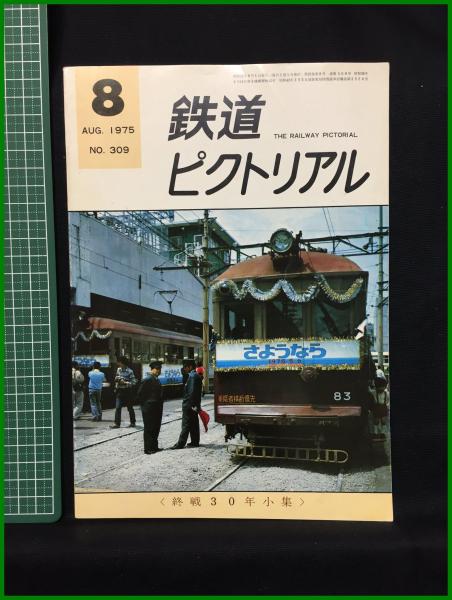 8
AUG. 1975
NO. 309
鉄道
THE RAILWAY PICTORIAL
ピクトリアル
さようなら
83
＜終戦３０年小集＞